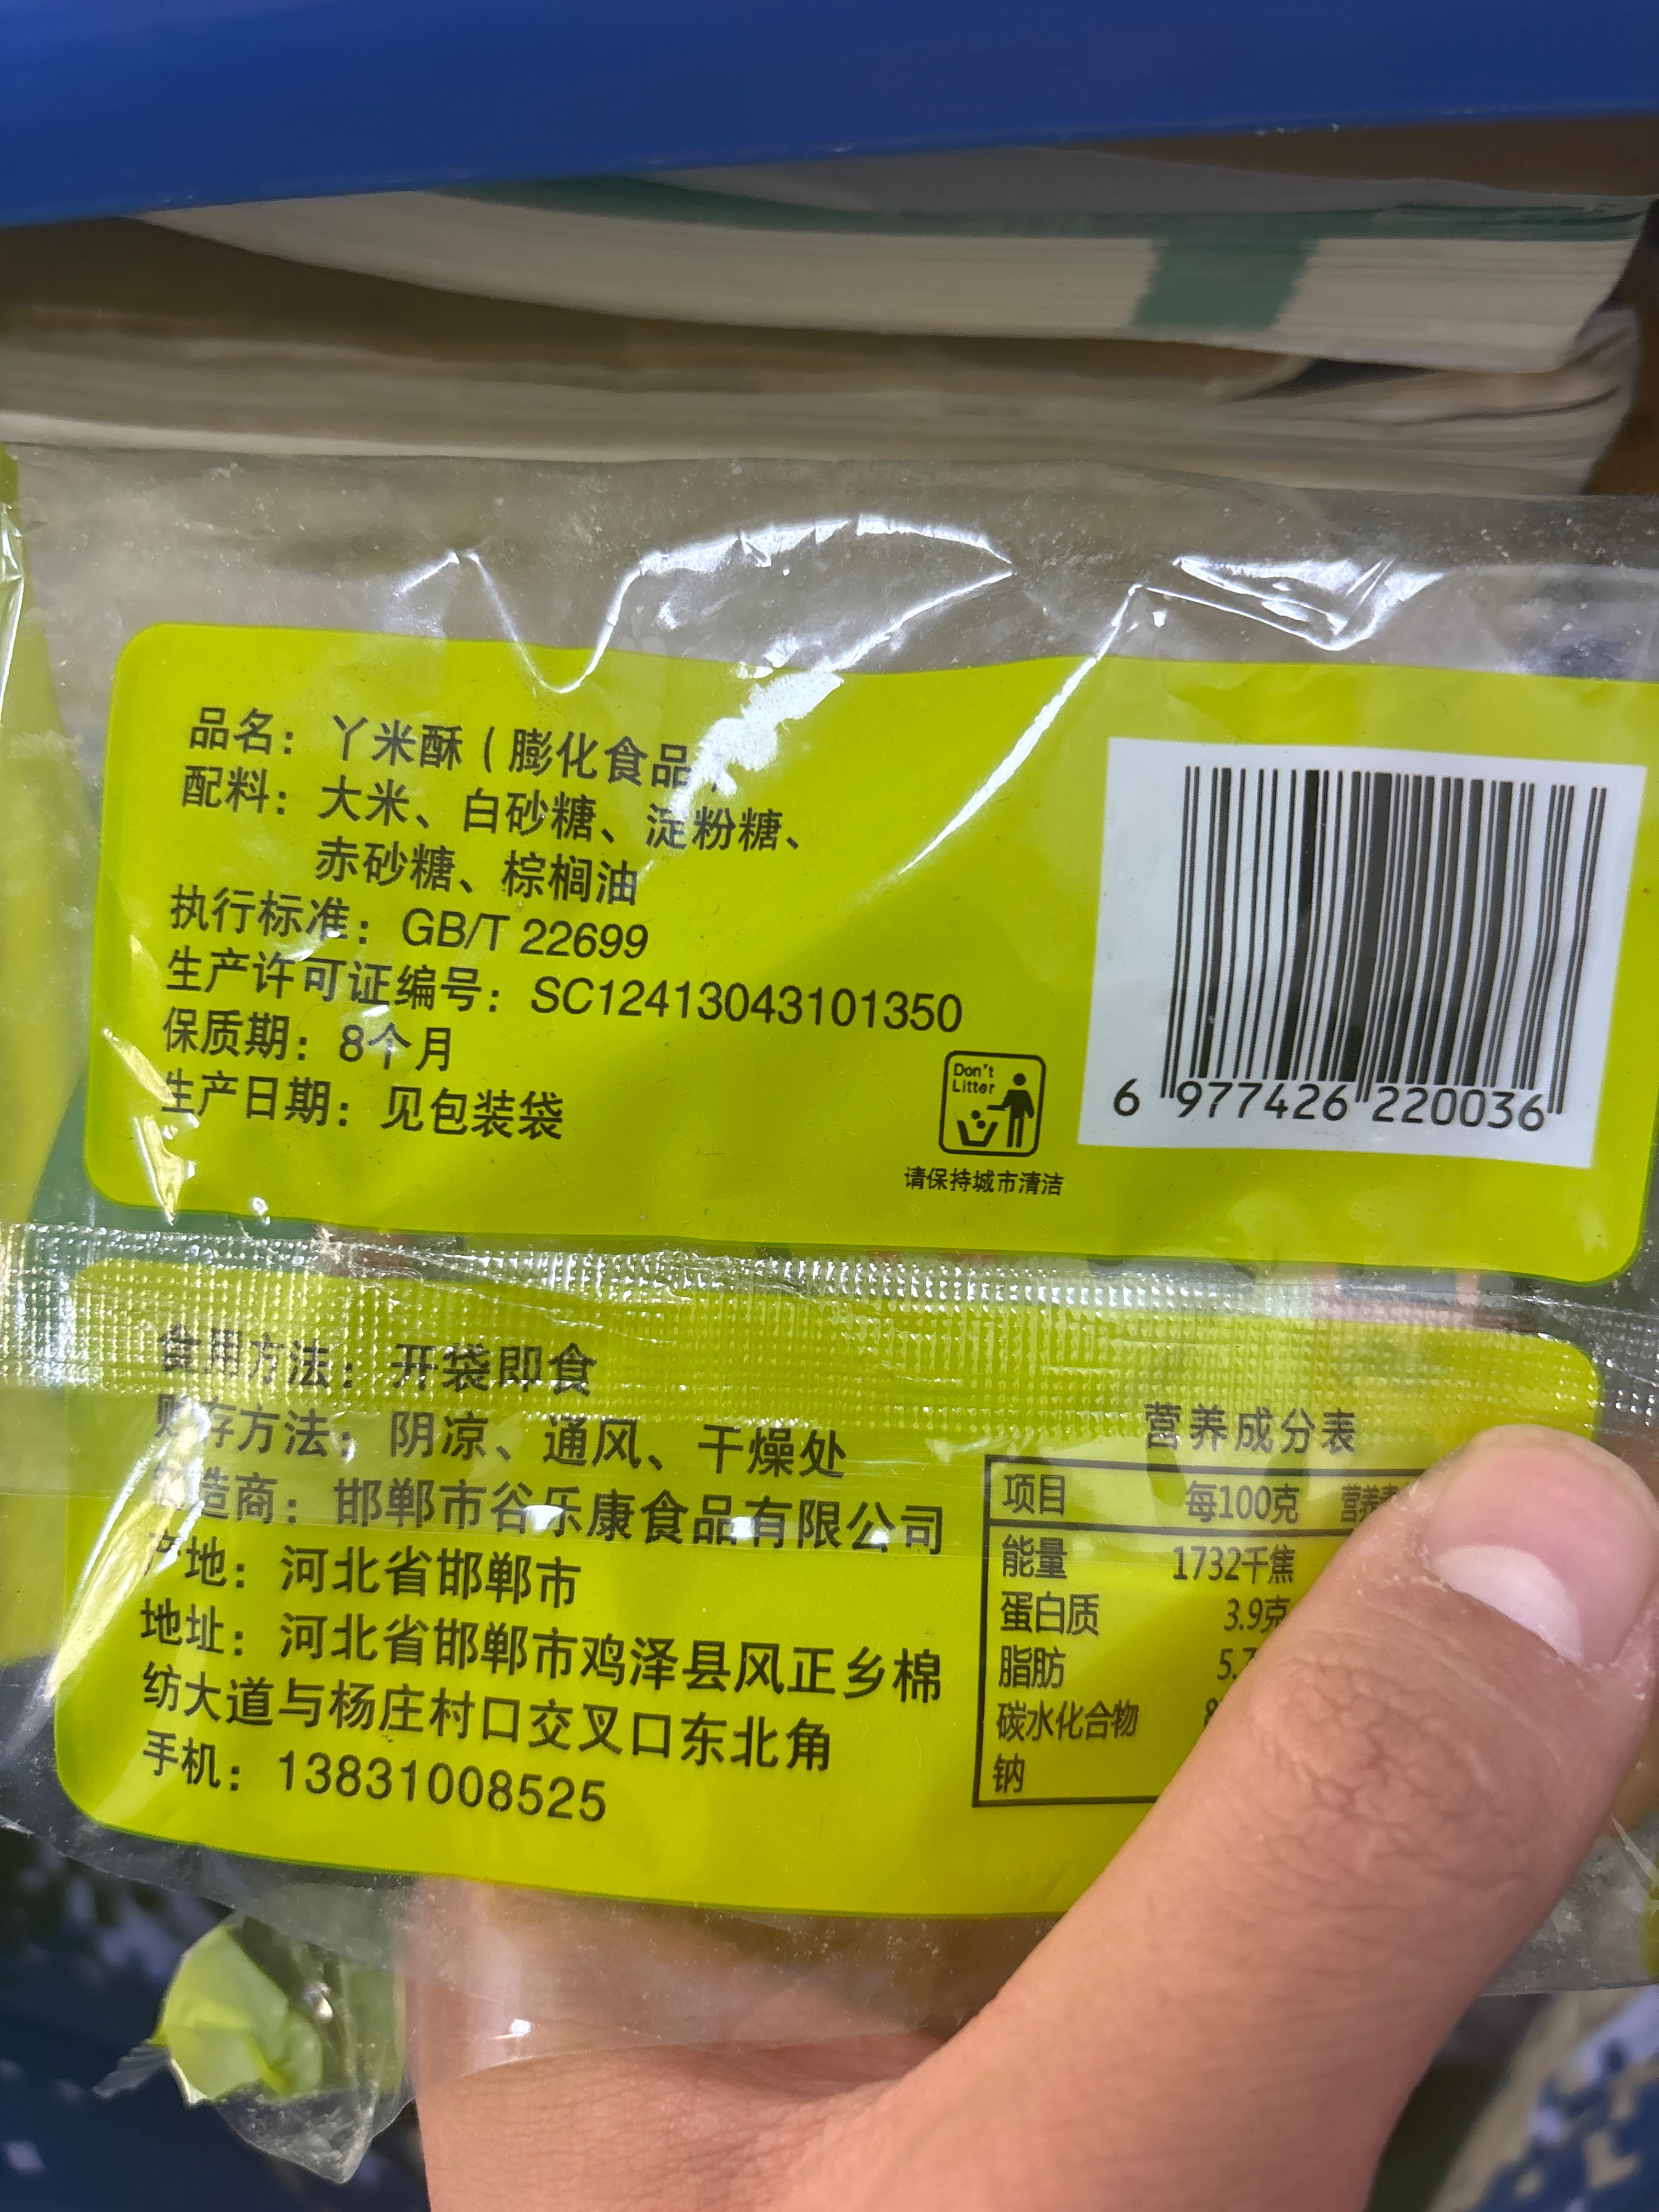 品名：丫米酥（膨化食品
配料：大米、白砂糖、淀粉糖、
赤砂糖、棕榈油
执行标准：GB/T 22699
生产许可证编号：SC12413043101350
保质期：8个月
生产日期：见包装袋
Don't
Litter
请保持城市清洁
6 977426 220036
食用方法：开袋即食
贮存方法：阴凉、通风、干燥处
制造商：邯郸市谷乐康食品有限公司
产地：河北省邯郸市
地址：河北省邯郸市鸡泽县风正乡棉
纺大道与杨庄村口交叉口东北角
手机：13831008525
营养成分表
项目 每100克 营养
能量 1732千焦
蛋白质 3.9克
脂肪
碳水化合物
钠